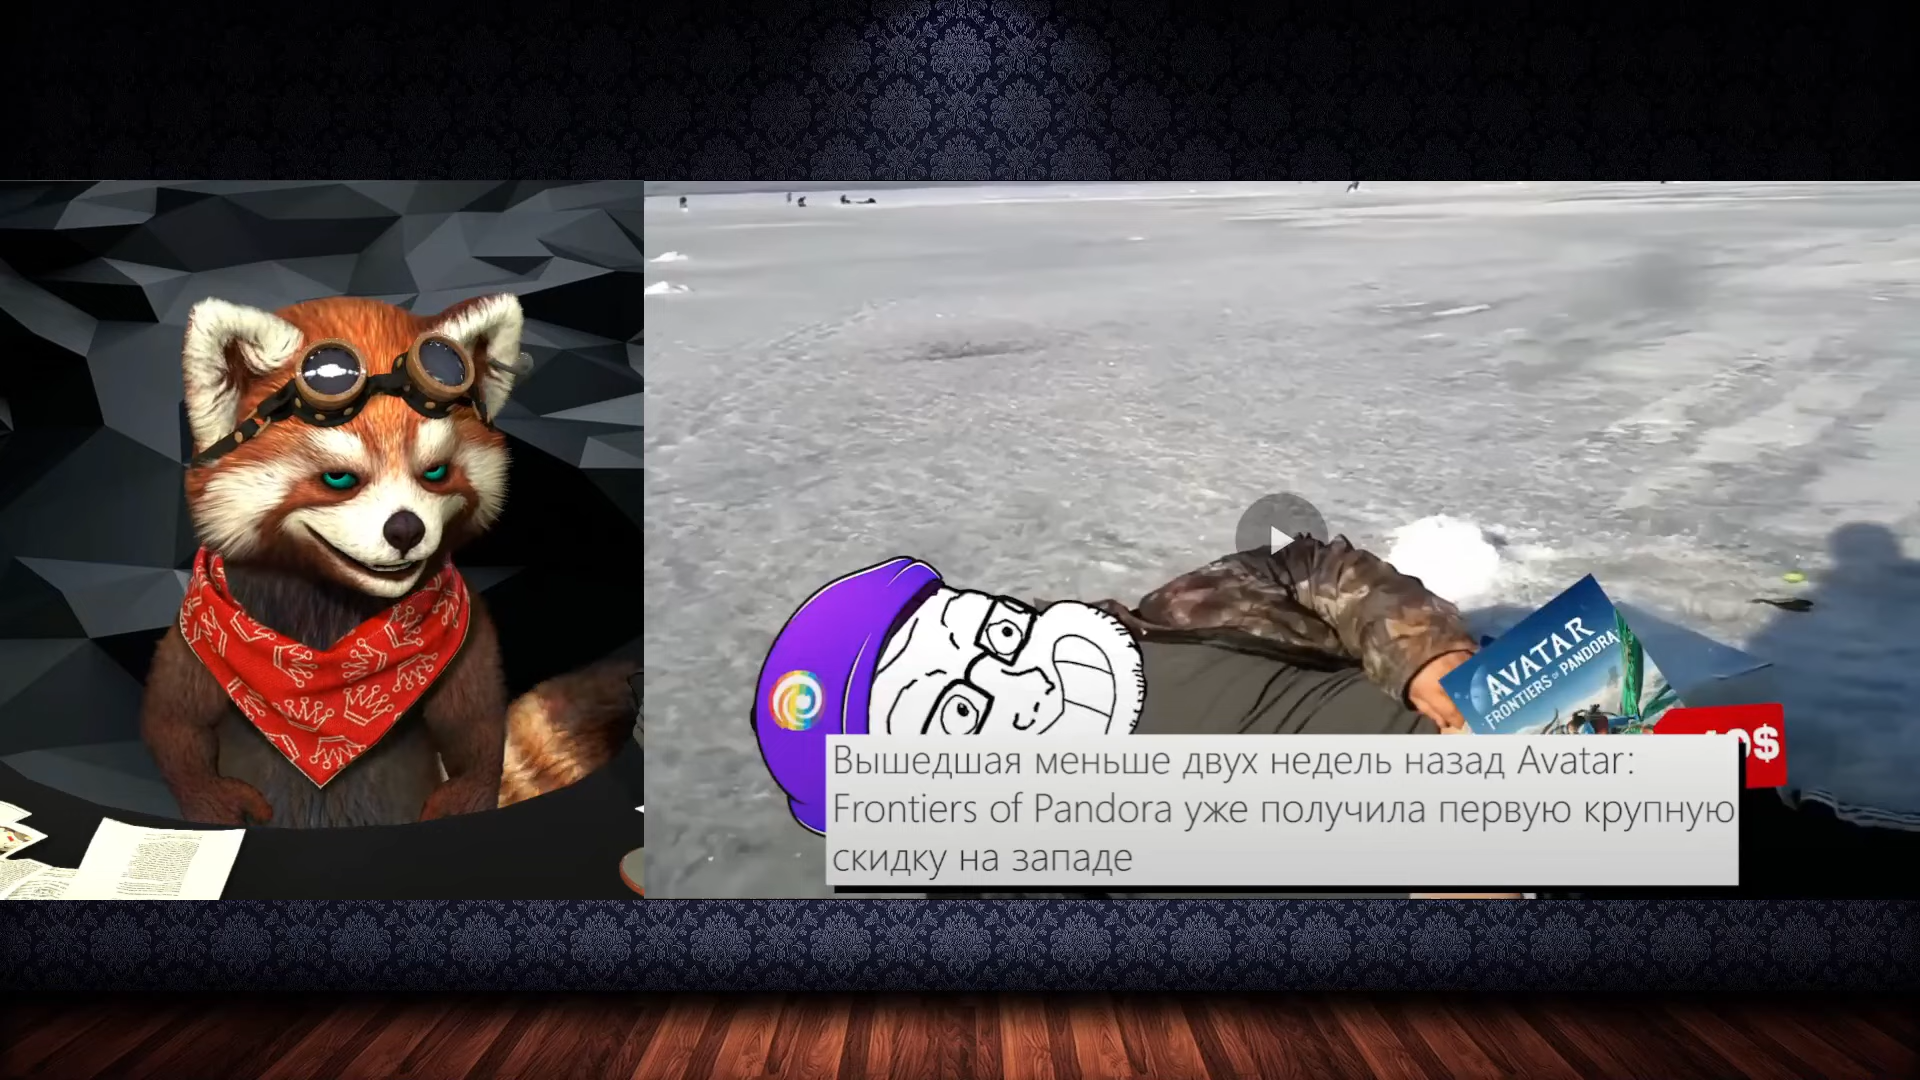 AVATAR
FRONTIERS OF PANDORA
Вышедшая меньше двух недель назад Avatar:
Frontiers of Pandora уже получила первую крупную
скидку на западе